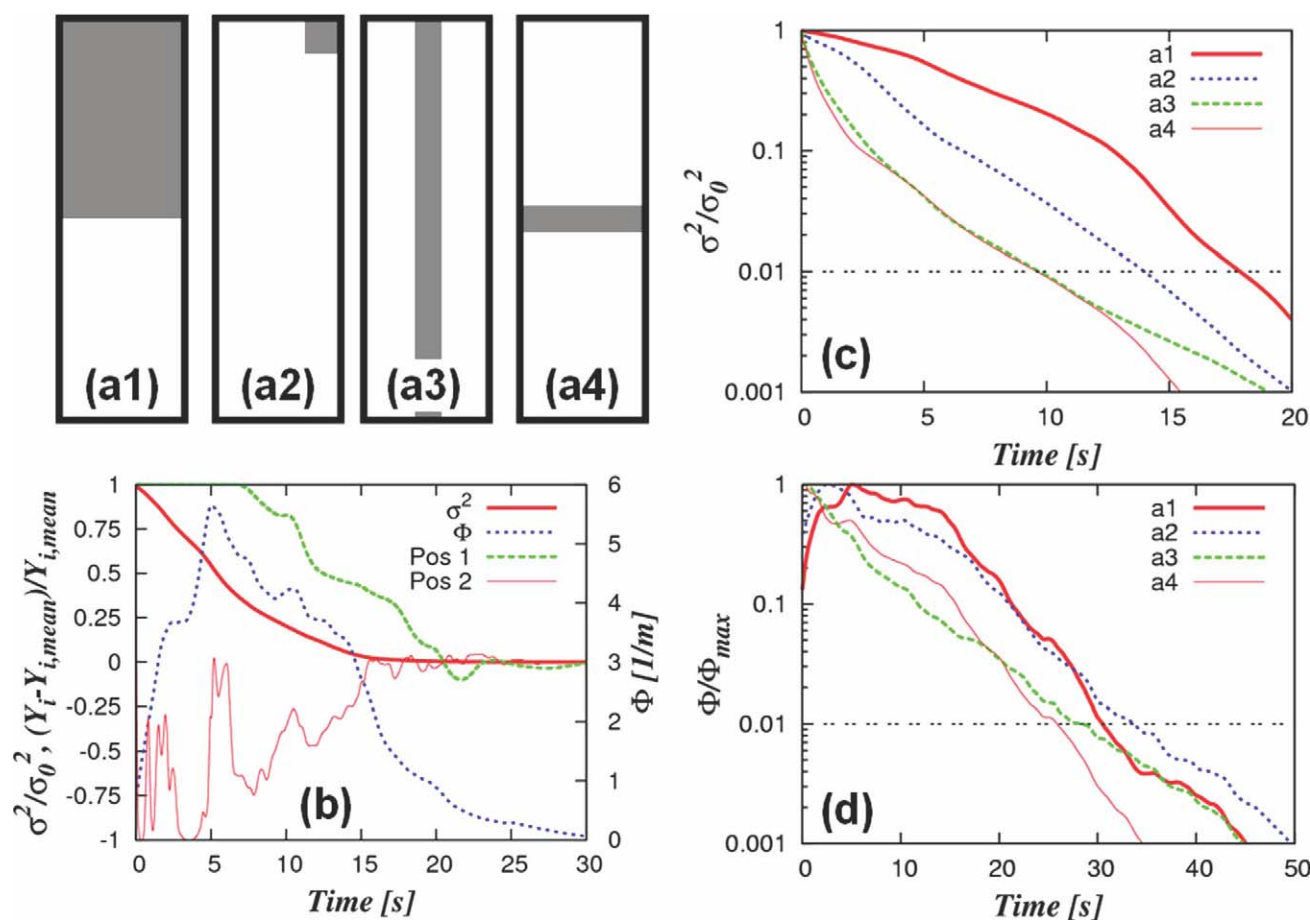 (a1)
(a2)
(a3)
(a4)
1
0.75
0.5
0.25
0
-0.25
-0.5
-0.75
-1
σ²/σ₀² , (Yᵢ-Yᵢ,mean)/Yᵢ,mean
σ²
Φ
Pos 1
Pos 2
6
5
4
3
2
1
0
Φ [1/m]
(b)
0 5 10 15 20 25 30
Time [s]
1
0.1
0.01
0.001
σ²/σ₀²
a1
a2
a3
a4
(c)
0 5 10 15 20
Time [s]
1
0.1
0.01
0.001
Φ/Φmax
a1
a2
a3
a4
(d)
0 10 20 30 40 50
Time [s]